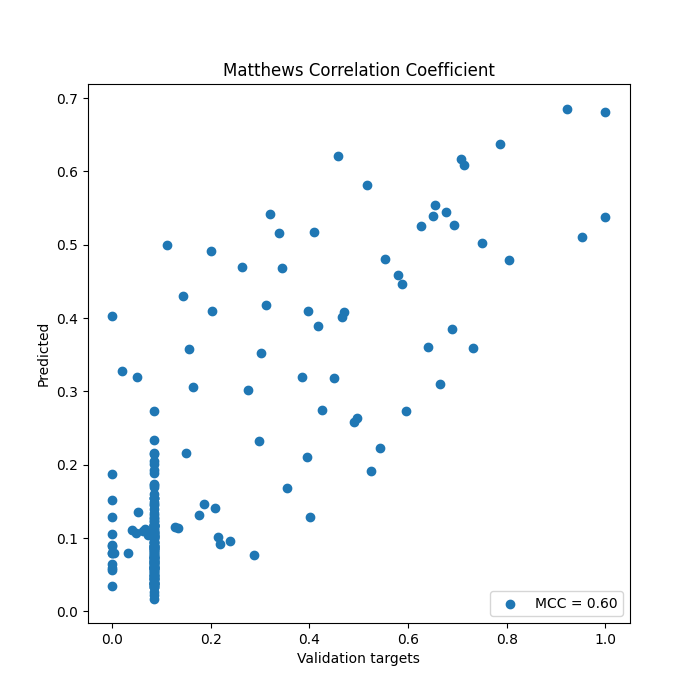 Matthews Correlation Coefficient
0.7
0.6
0.5
0.4
0.3
0.2
0.1
0.0
Predicted
MCC = 0.60
0.0 0.2 0.4 0.6 0.8 1.0
Validation targets